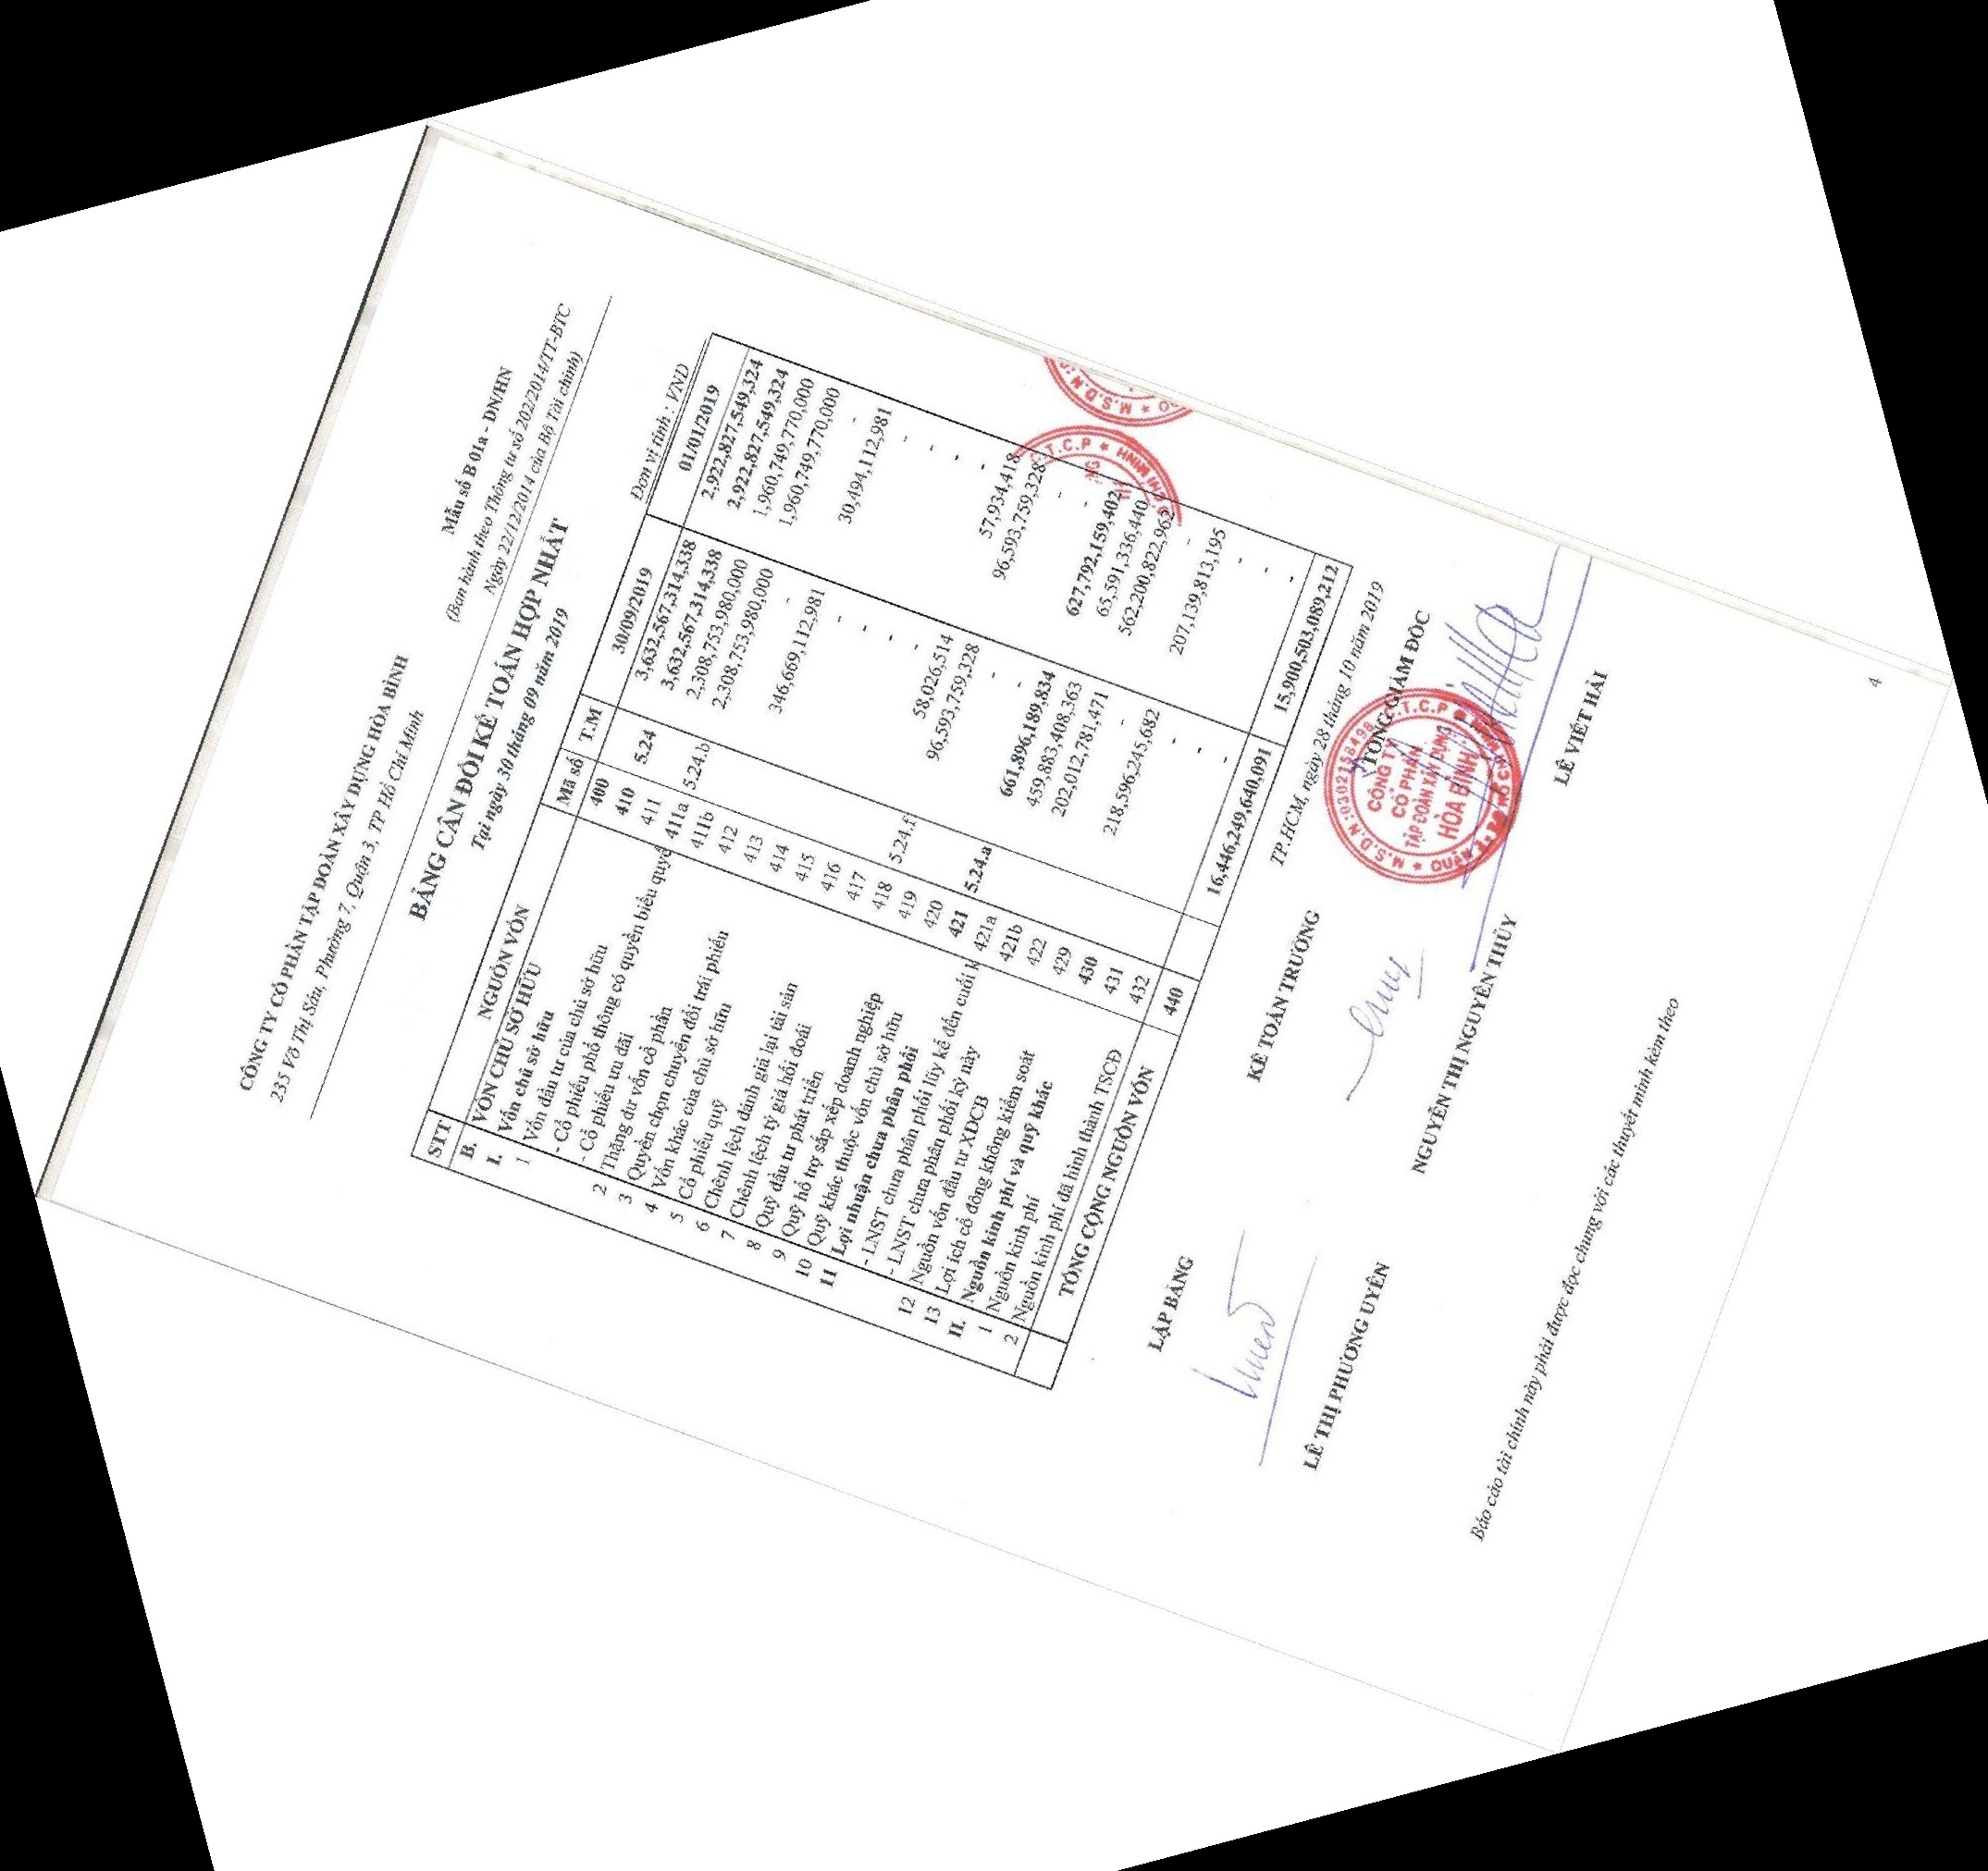 CÔNG TY CỔ PHẦN TẬP ĐOÀN XÂY DỰNG HÒA BÌNH
235 Võ Thị Sáu, Phường 7, Quận 3, TP Hồ Chí Minh
Mẫu số B 01a - DN/HN
(Ban hành theo Thông tư số 202/2014/TT-BTC
Ngày 22/12/2014 của Bộ Tài chính)
BẢNG CÂN ĐỐI KẾ TOÁN HỢP NHẤT
Tại ngày 30 tháng 09 năm 2019
Đơn vị tính : VND
STT NGUỒN VỐN Mã số T.M 30/09/2019 01/01/2019
B. VỐN CHỦ SỞ HỮU 400 3,632,567,314,338 2,922,827,549,324
I. Vốn chủ sở hữu 410 5.24 3,632,567,314,338 2,922,827,549,324
1 Vốn đầu tư của chủ sở hữu 411 2,308,753,980,000 1,960,749,770,000
- Cổ phiếu phổ thông có quyền biểu quyế 411a 5.24.b 2,308,753,980,000 1,960,749,770,000
- Cổ phiếu ưu đãi 411b - -
2 Thặng dư vốn cổ phần 412 346,669,112,981 30,494,112,981
3 Quyền chọn chuyển đổi trái phiếu 413 - -
4 Vốn khác của chủ sở hữu 414 - -
5 Cổ phiếu quỹ 415 - -
6 Chênh lệch đánh giá lại tài sản 416 - -
7 Chênh lệch tỷ giá hối đoái 417 58,026,514 57,934,418
8 Quỹ đầu tư phát triển 418 5.24.f 96,593,759,328 96,593,759,328
9 Quỹ hỗ trợ sắp xếp doanh nghiệp 419 - -
10 Quỹ khác thuộc vốn chủ sở hữu 420 - -
11 Lợi nhuận chưa phân phối 421 5.24.a 661,896,189,834 627,792,159,402
- LNST chưa phân phối lũy kế đến cuối k 421a 459,883,408,363 65,591,336,440
- LNST chưa phân phối kỳ này 421b 202,012,781,471 562,200,822,962
12 Nguồn vốn đầu tư XDCB 422 - -
13 Lợi ích cổ đông không kiểm soát 429 218,596,245,682 207,139,813,195
II. Nguồn kinh phí và quỹ khác 430 - -
1 Nguồn kinh phí 431 - -
2 Nguồn kinh phí đã hình thành TSCĐ 432 - -
TỔNG CỘNG NGUỒN VỐN 440 16,446,249,640,091 15,900,503,089,212
TP.HCM, ngày 28 tháng 10 năm 2019
LẬP BẢNG KẾ TOÁN TRƯỞNG TỔNG GIÁM ĐỐC
M.S.D.N:0302158498 C.T.C.P
CÔNG TY
CỔ PHẦN
TẬP ĐOÀN XÂY DỰNG
HÒA BÌNH
LÊ THỊ PHƯƠNG UYÊN NGUYỄN THỊ NGUYÊN THỦY LÊ VIẾT HẢI
Báo cáo tài chính này phải được đọc chung với các thuyết minh kèm theo
4